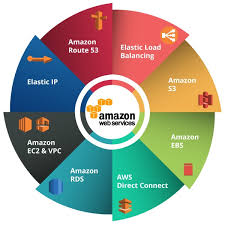 Amazon
Route 53
Elastic Load
Balancing
Amazon
S3
Amazon
EBS
AWS
Direct Connect
Amazon
RDS
Amazon
EC2 & VPC
Elastic IP
amazon
web services